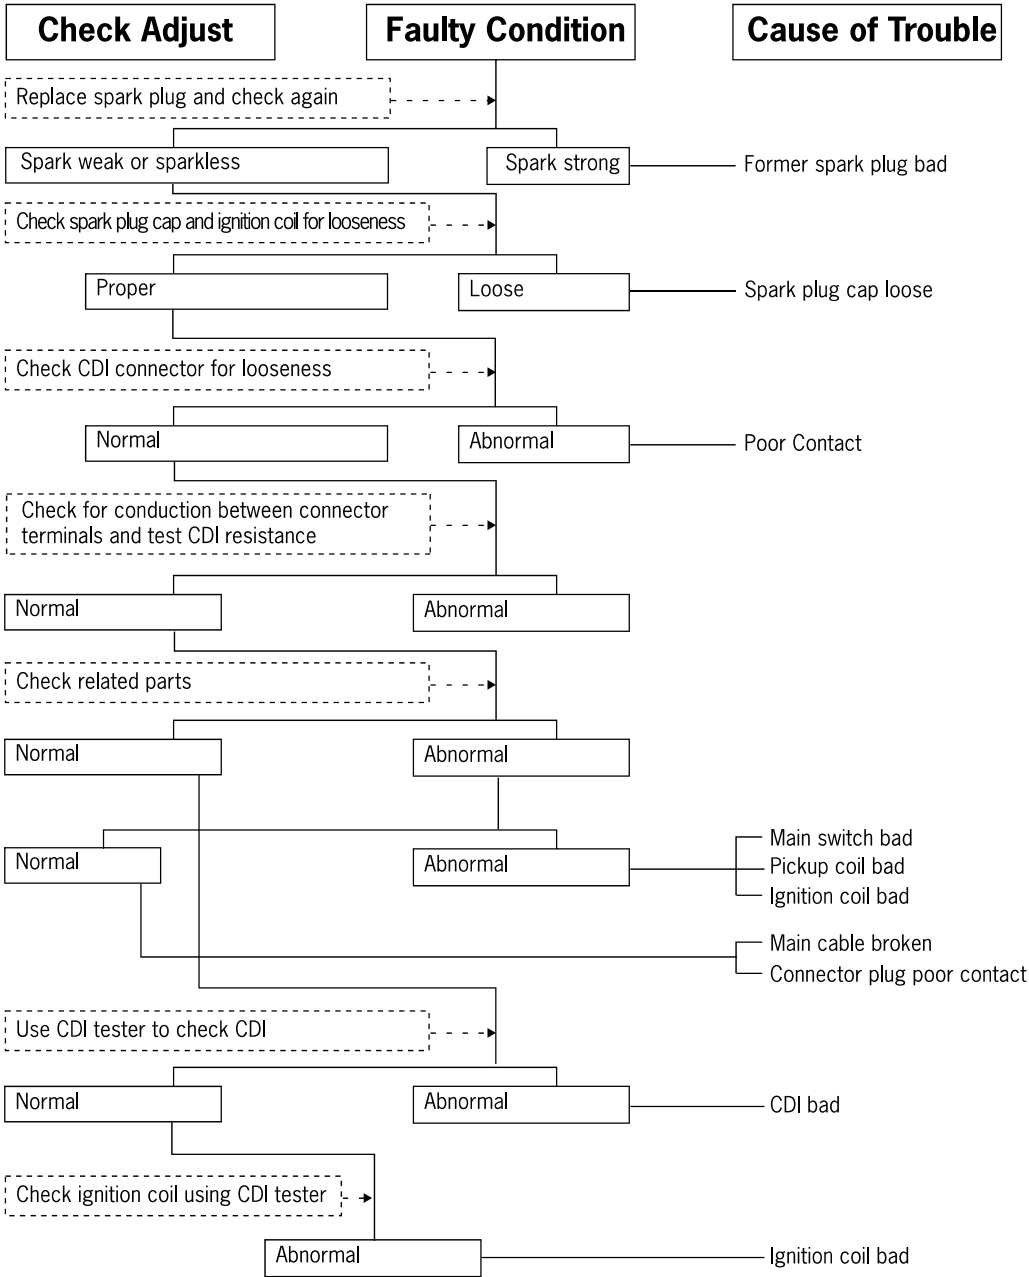 Check Adjust
Faulty Condition
Cause of Trouble
Replace spark plug and check again
Spark weak or sparkless
Spark strong
Former spark plug bad
Check spark plug cap and ignition coil for looseness
Proper
Loose
Spark plug cap loose
Check CDI connector for looseness
Normal
Abnormal
Poor Contact
Check for conduction between connector
terminals and test CDI resistance
Normal
Abnormal
Check related parts
Normal
Abnormal
Normal
Abnormal
Main switch bad
Pickup coil bad
Ignition coil bad
Main cable broken
Connector plug poor contact
Use CDI tester to check CDI
Normal
Abnormal
CDI bad
Check ignition coil using CDI tester
Abnormal
Ignition coil bad